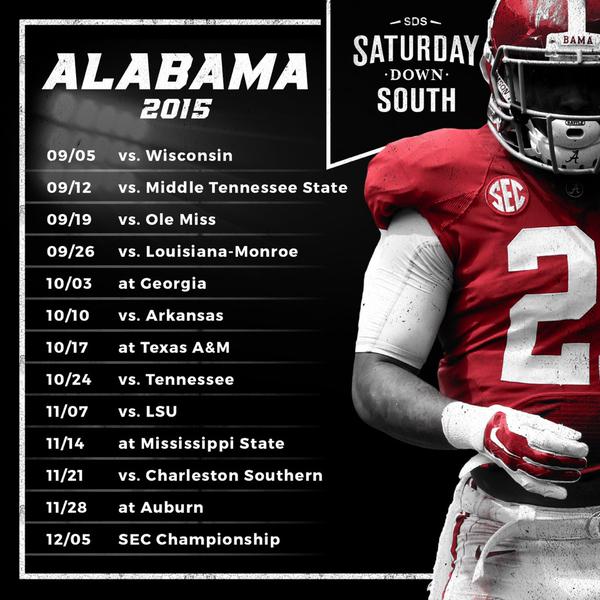 SDS
SATURDAY
·DOWN·
SOUTH
ALABAMA
2015
09/05 vs. Wisconsin
09/12 vs. Middle Tennessee State
09/19 vs. Ole Miss
09/26 vs. Louisiana-Monroe
10/03 at Georgia
10/10 vs. Arkansas
10/17 at Texas A&M
10/24 vs. Tennessee
11/07 vs. LSU
11/14 at Mississippi State
11/21 vs. Charleston Southern
11/28 at Auburn
12/05 SEC Championship
BAMA
A
SEC
2